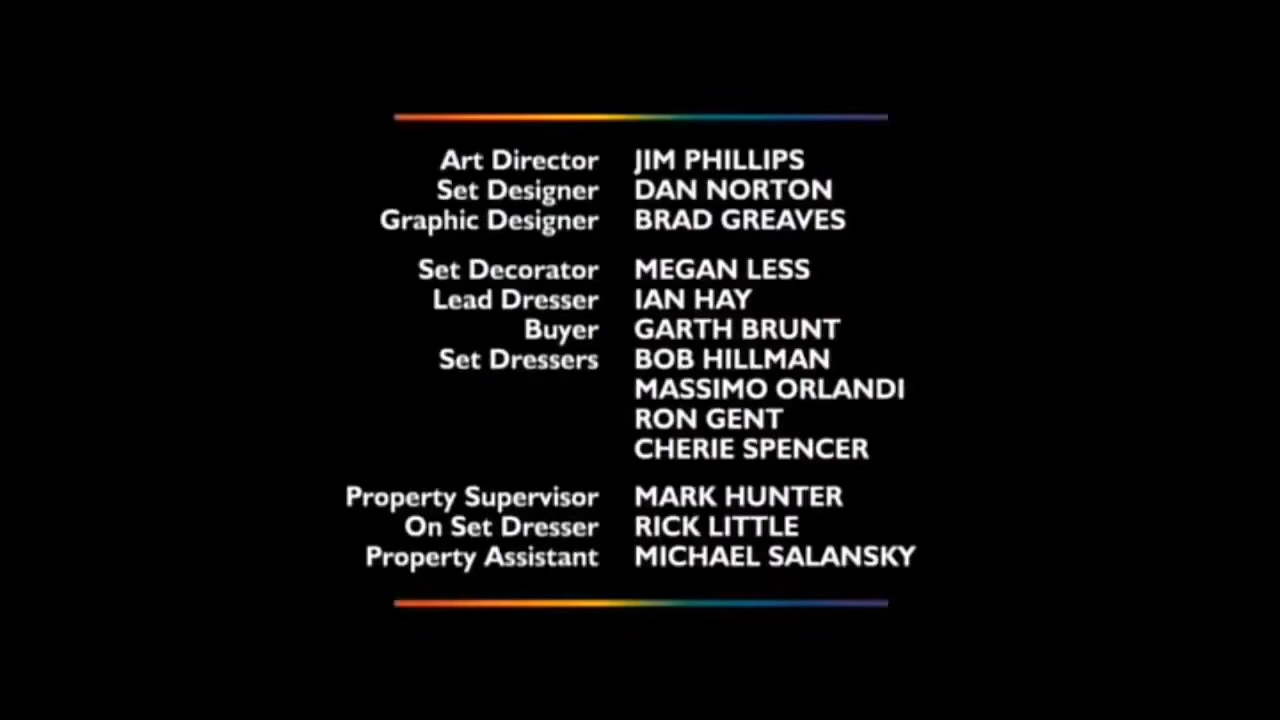 Art Director JIM PHILLIPS
Set Designer DAN NORTON
Graphic Designer BRAD GREAVES
Set Decorator MEGAN LESS
Lead Dresser IAN HAY
Buyer GARTH BRUNT
Set Dressers BOB HILLMAN
MASSIMO ORLANDI
RON GENT
CHERIE SPENCER
Property Supervisor MARK HUNTER
On Set Dresser RICK LITTLE
Property Assistant MICHAEL SALANSKY